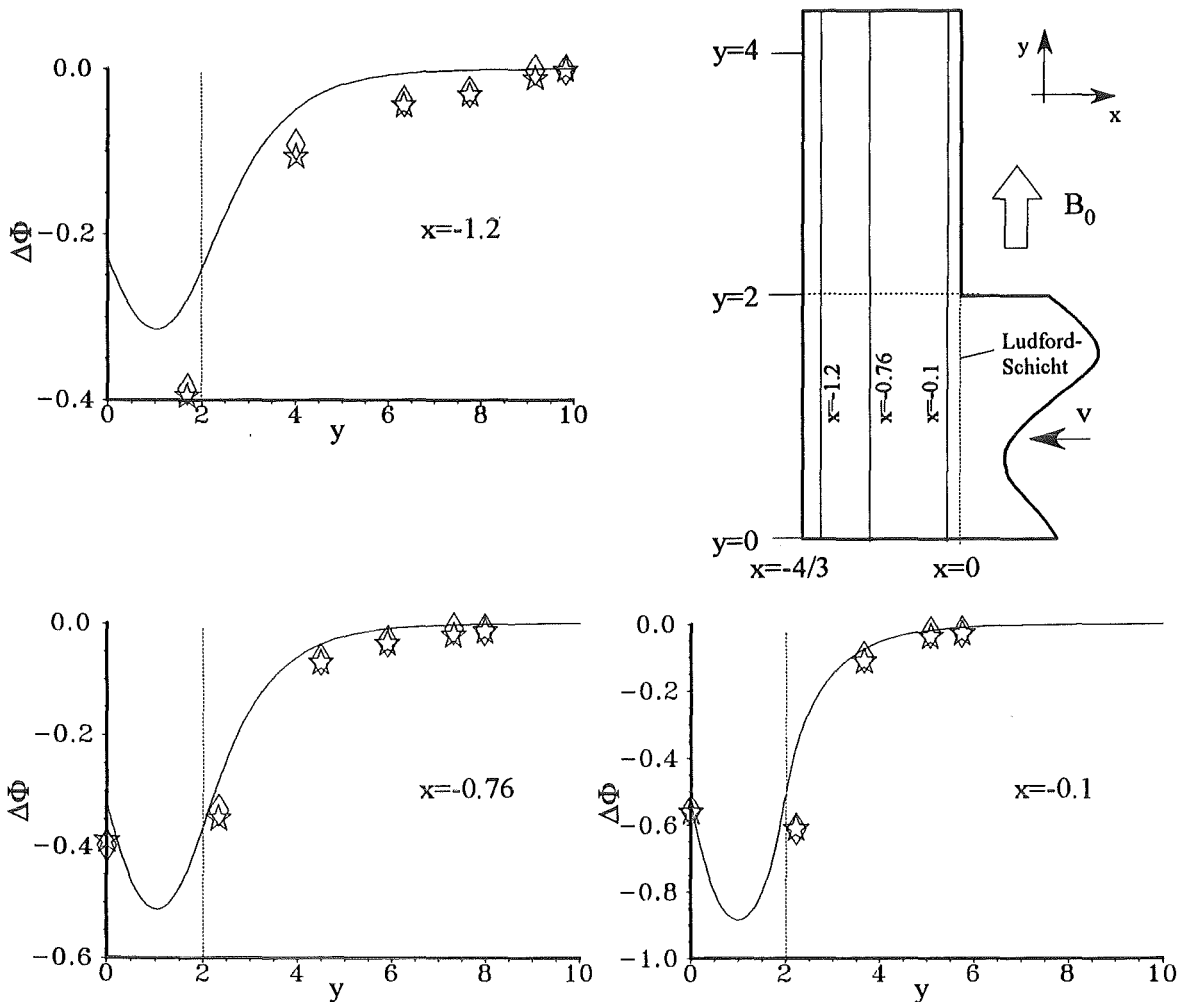 0.0
−0.2
−0.4
ΔΦ
0 2 4 6 8 10
y
x=-1.2
y=4
y=2
y=0
x=-4/3
x=0
y
x
B0
Ludford-
Schicht
v
x=-1.2
x=-0.76
x=-0.1
0.0
−0.2
−0.4
−0.6
ΔΦ
0 2 4 6 8 10
y
x=-0.76
0.0
−0.2
−0.4
−0.6
−0.8
−1.0
ΔΦ
0 2 4 6 8 10
y
x=-0.1